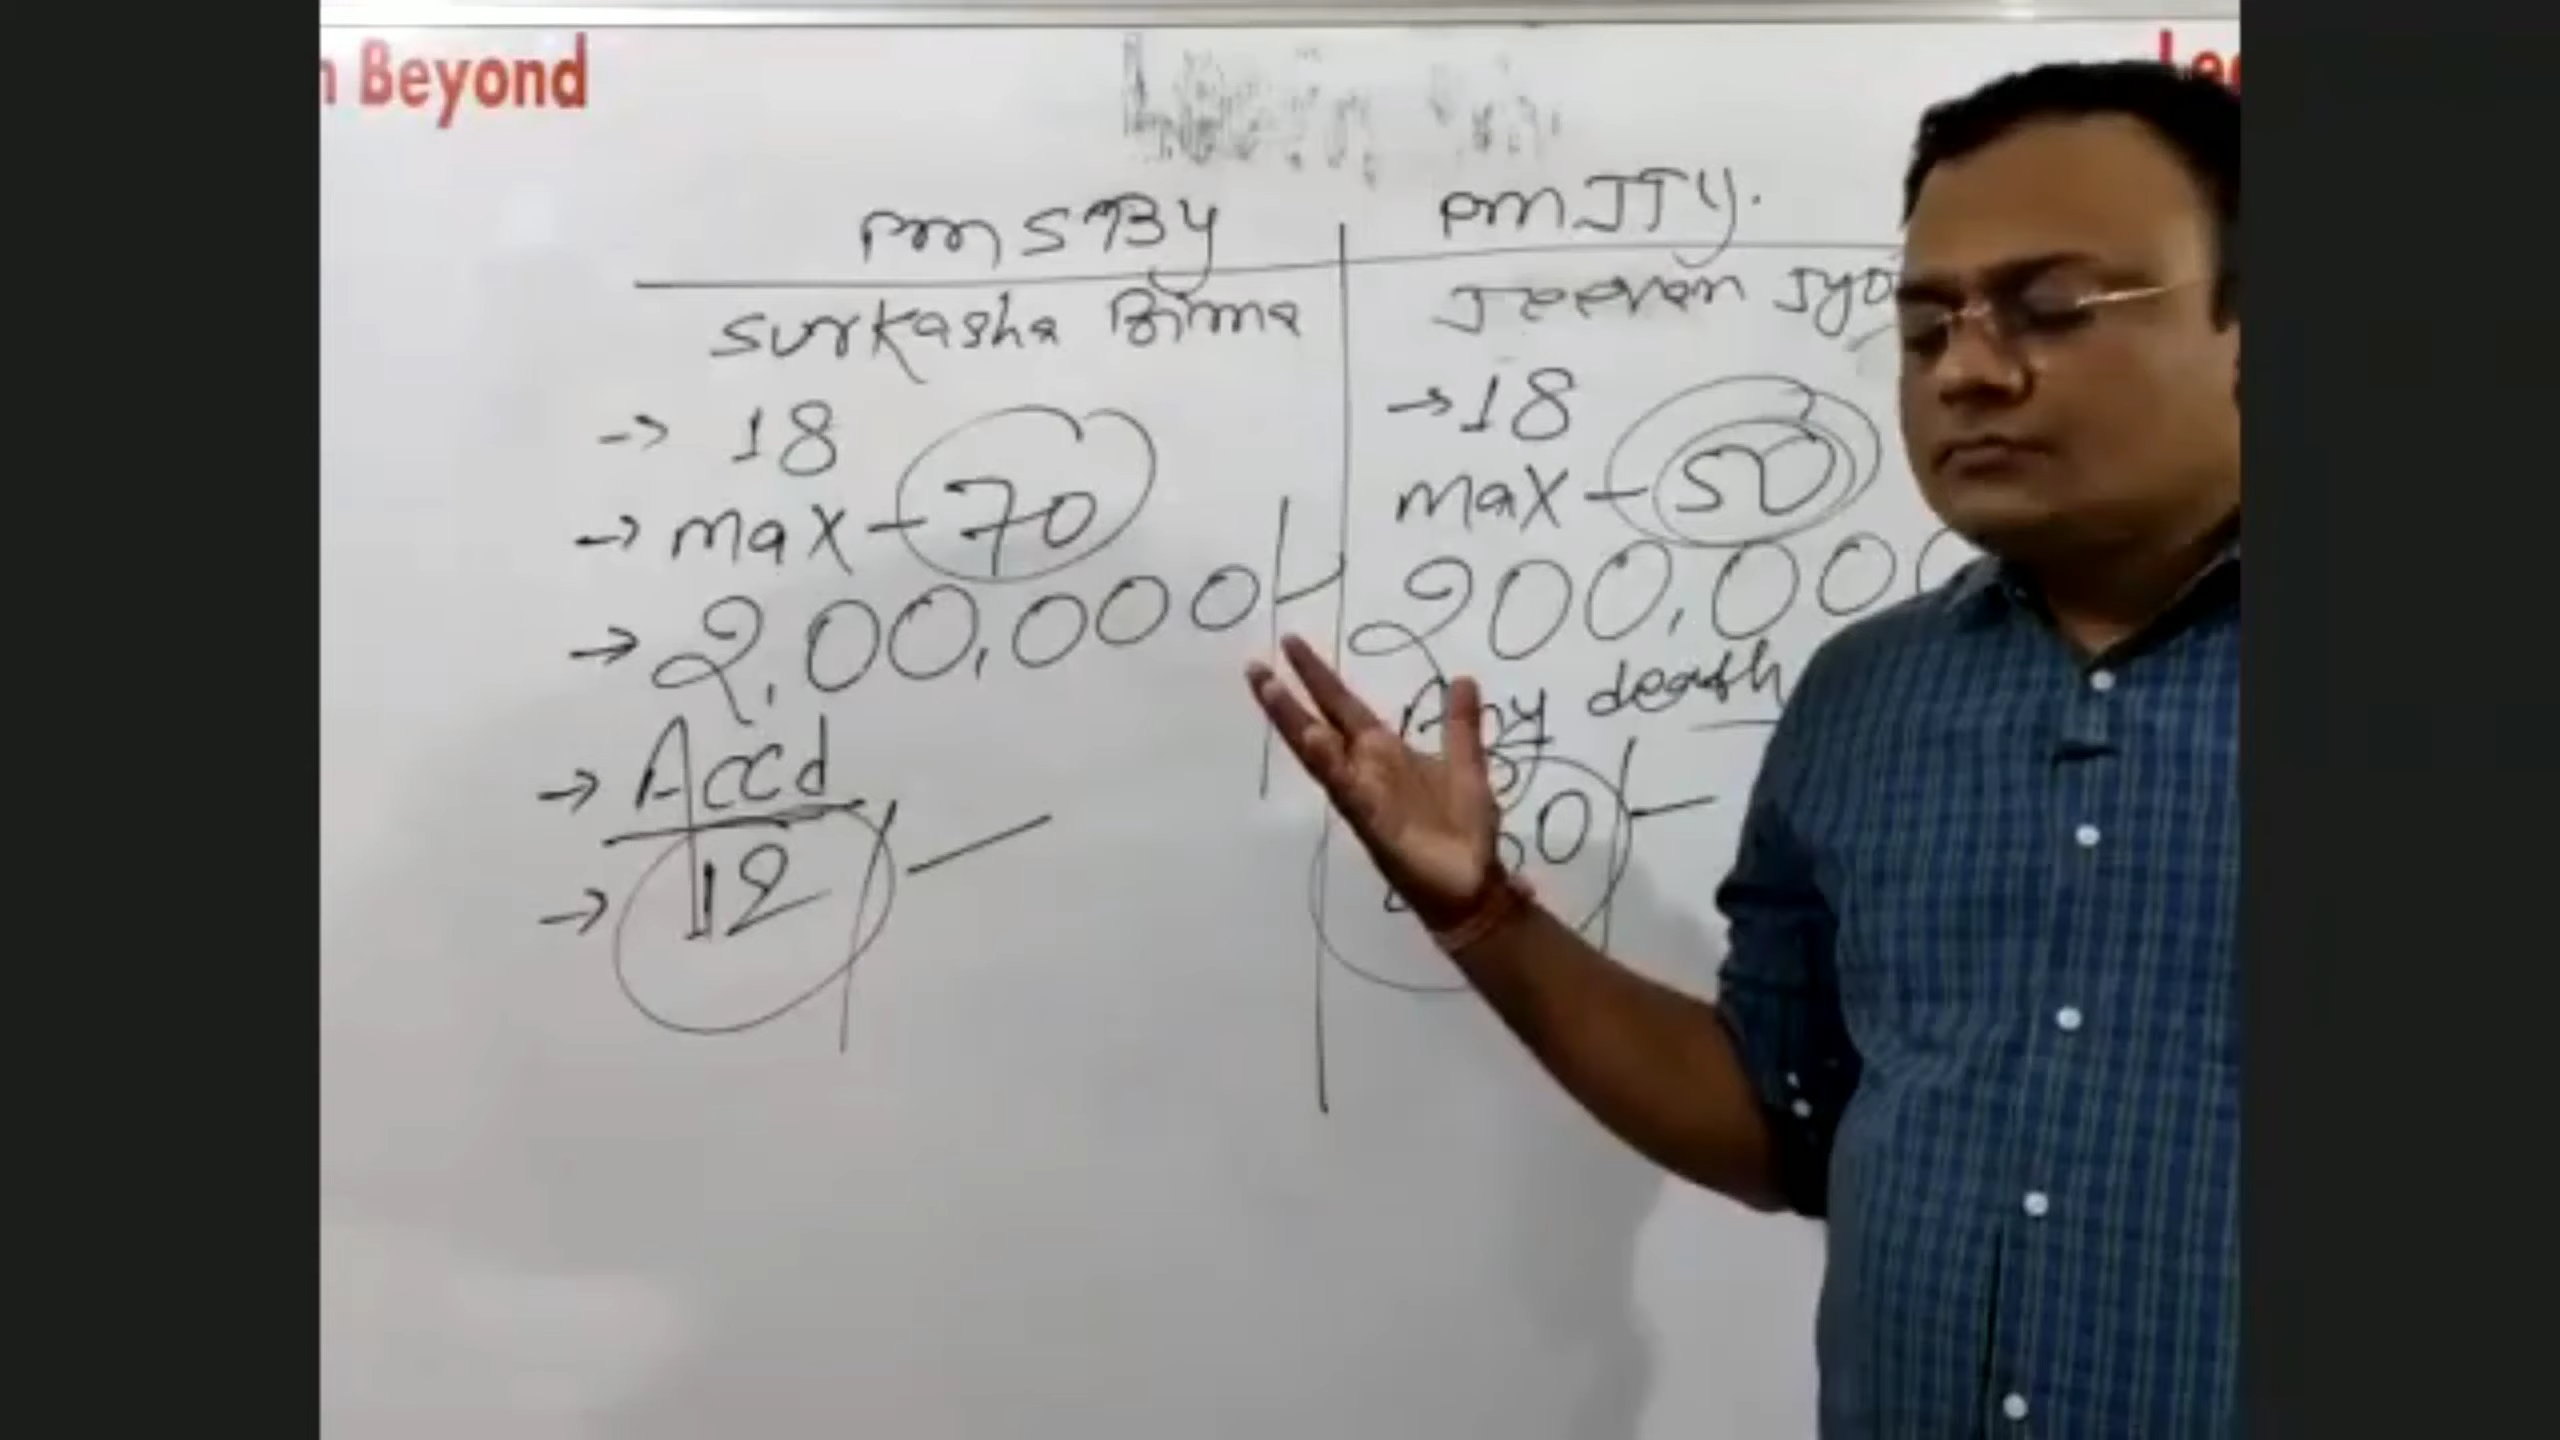 Beyond
PMSBY
Surkasha Bima
→ 18
→ max - 70
→ 2,00,000/-
→ Accd
→ 12/-
PMJJY.
Jeevan Jyo
→ 18
max - 50
200,000
Any death